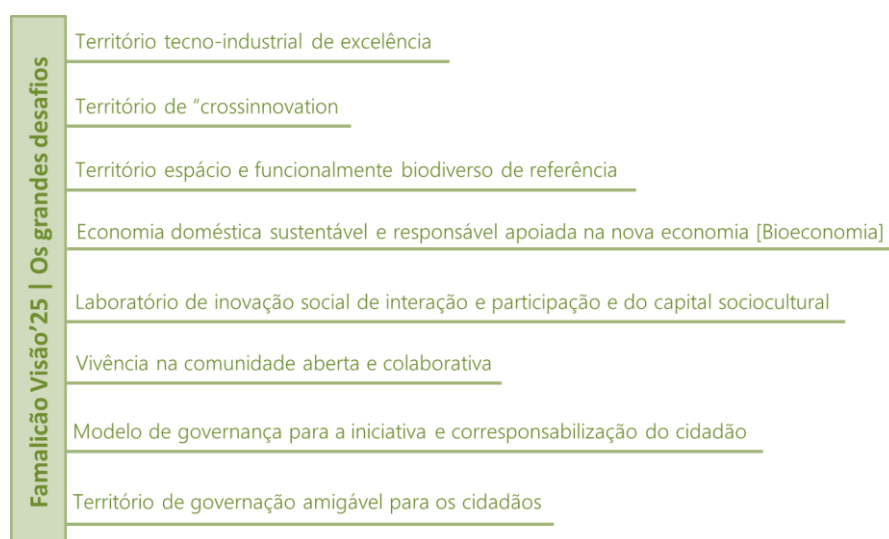 Famalicão Visão’25 | Os grandes desafios
Território tecno-industrial de excelência
Território de “crossinnovation
Território espácio e funcionalmente biodiverso de referência
Economia doméstica sustentável e responsável apoiada na nova economia [Bioeconomia]
Laboratório de inovação social de interação e participação e do capital sociocultural
Vivência na comunidade aberta e colaborativa
Modelo de governança para a iniciativa e corresponsabilização do cidadão
Território de governação amigável para os cidadãos